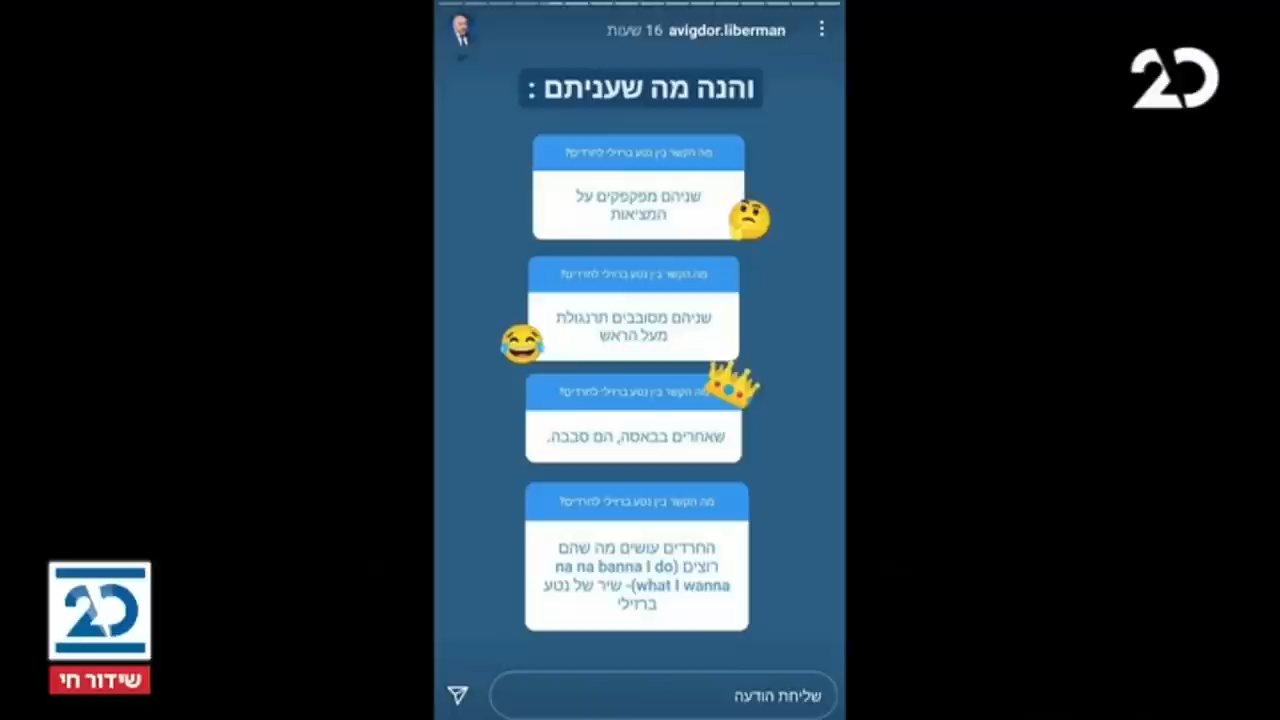 avigdor.liberman 16 שעות
20
והנה מה שעניתם :
מה הקשר בין נטע ברזילי לחרדים?
שניהם מפקפקים על
המציאות
מה הקשר בין נטע ברזילי לחרדים?
שניהם מסובבים תרנגולת
מעל הראש
מה הקשר בין נטע ברזילי לחרדים?
שאחרים בבאסה, הם סבבה.
מה הקשר בין נטע ברזילי לחרדים?
החרדים עושים מה שהם
רוצים (na na banna I do
what I wanna)- שיר של נטע
ברזילי
20
שידור חי
שליחת הודעה